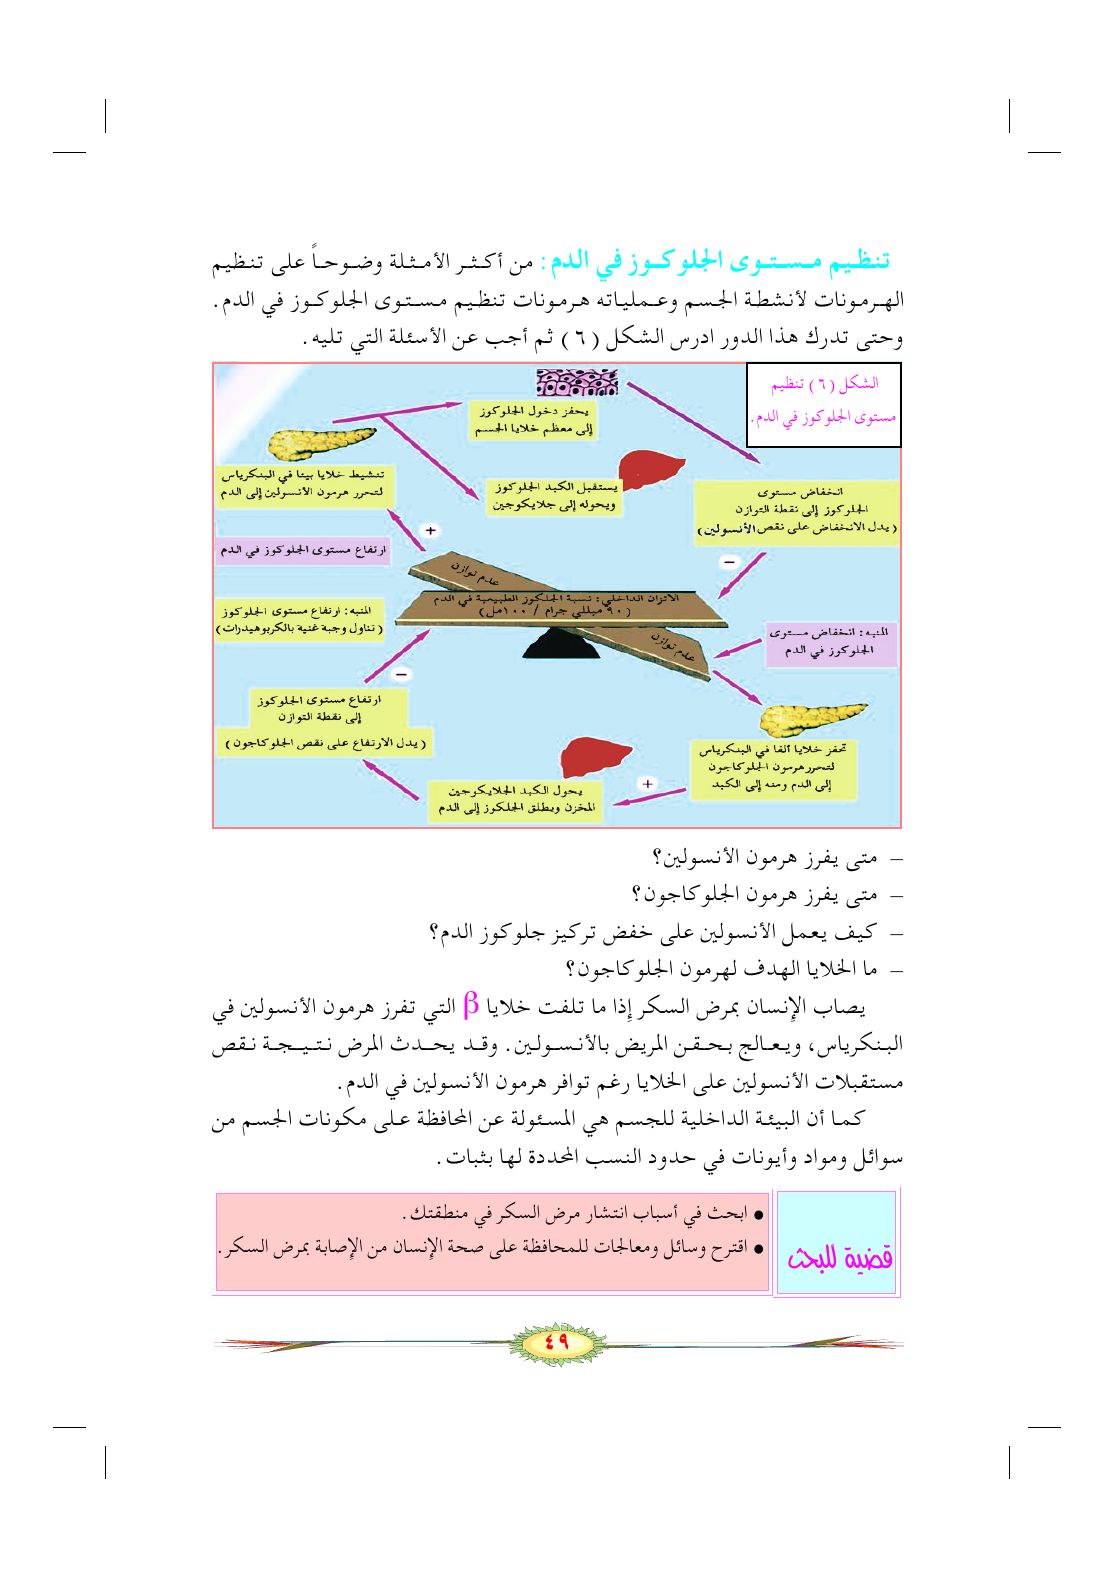 تنظيم مستوى الجلوكوز في الدم : من أكثر الأمثلة وضوحاً على تنظيم
الهرمونات لأنشطة الجسم وعملياته هرمونات تنظيم مستوى الجلوكوز في الدم .
وحتى تدرك هذا الدور ادرس الشكل ( ٦ ) ثم أجب عن الأسئلة التي تليه .
الشكل ( ٦ ) تنظيم
مستوى الجلوكوز في الدم .
يحفز دخول الجلوكوز
إلى معظم خلايا الجسم
تنشيط خلايا بيتا في البنكرياس
لتحرر هرمون الأنسولين إلى الدم
يستقبل الكبد الجلوكوز
ويحوله إلى جلايكوجين
انخفاض مستوى
الجلوكوز إلى نقطة التوازن
( يدل الانخفاض على نقص الأنسولين )
+
ارتفاع مستوى الجلوكوز في الدم
−
عدم توازن
الاتزان الداخلي : نسبة الجلكوز الطبيعية في الدم
( ٩٠ ميللي جرام / ١٠٠مل )
المنبه : ارتفاع مستوى الجلوكوز
( تناول وجبة غنية بالكربوهيدرات )
عدم توازن
المنبه : انخفاض مستوى
الجلوكوز في الدم
−
ارتفاع مستوى الجلوكوز
إلى نقطة التوازن
( يدل الارتفاع على نقص الجلوكاجون )
تحفز خلايا ألفا في البنكرياس
لتحرر هرمون الجلوكاجون
إلى الدم ومنه إلى الكبد
+
يحول الكبد الجلايكوجين
المخزن ويطلق الجلكوز إلى الدم
– متى يفرز هرمون الأنسولين؟
– متى يفرز هرمون الجلوكاجون؟
– كيف يعمل الأنسولين على خفض تركيز جلوكوز الدم؟
– ما الخلايا الهدف لهرمون الجلوكاجون؟
يصاب الإنسان بمرض السكر إذا ما تلفت خلايا β التي تفرز هرمون الأنسولين في
البنكرياس، ويعالج بحقن المريض بالأنسولين . وقد يحدث المرض نتيجة نقص
مستقبلات الأنسولين على الخلايا رغم توافر هرمون الأنسولين في الدم .
كما أن البيئة الداخلية للجسم هي المسئولة عن المحافظة على مكونات الجسم من
سوائل ومواد وأيونات في حدود النسب المحددة لها بثبات .
قضية للبحث
● ابحث في أسباب انتشار مرض السكر في منطقتك .
● اقترح وسائل ومعالجات للمحافظة على صحة الإنسان من الإصابة بمرض السكر .
٤٩